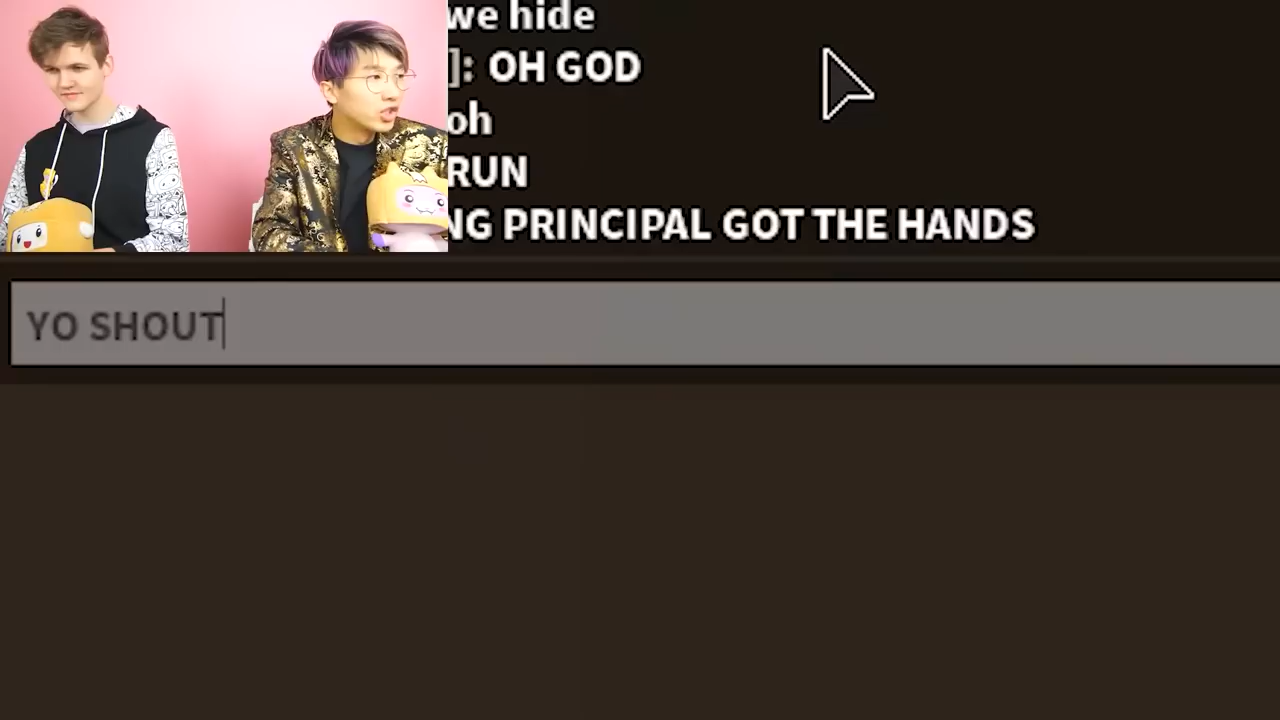 we hide
]: OH GOD
oh
RUN
NG PRINCIPAL GOT THE HANDS
YO SHOUT